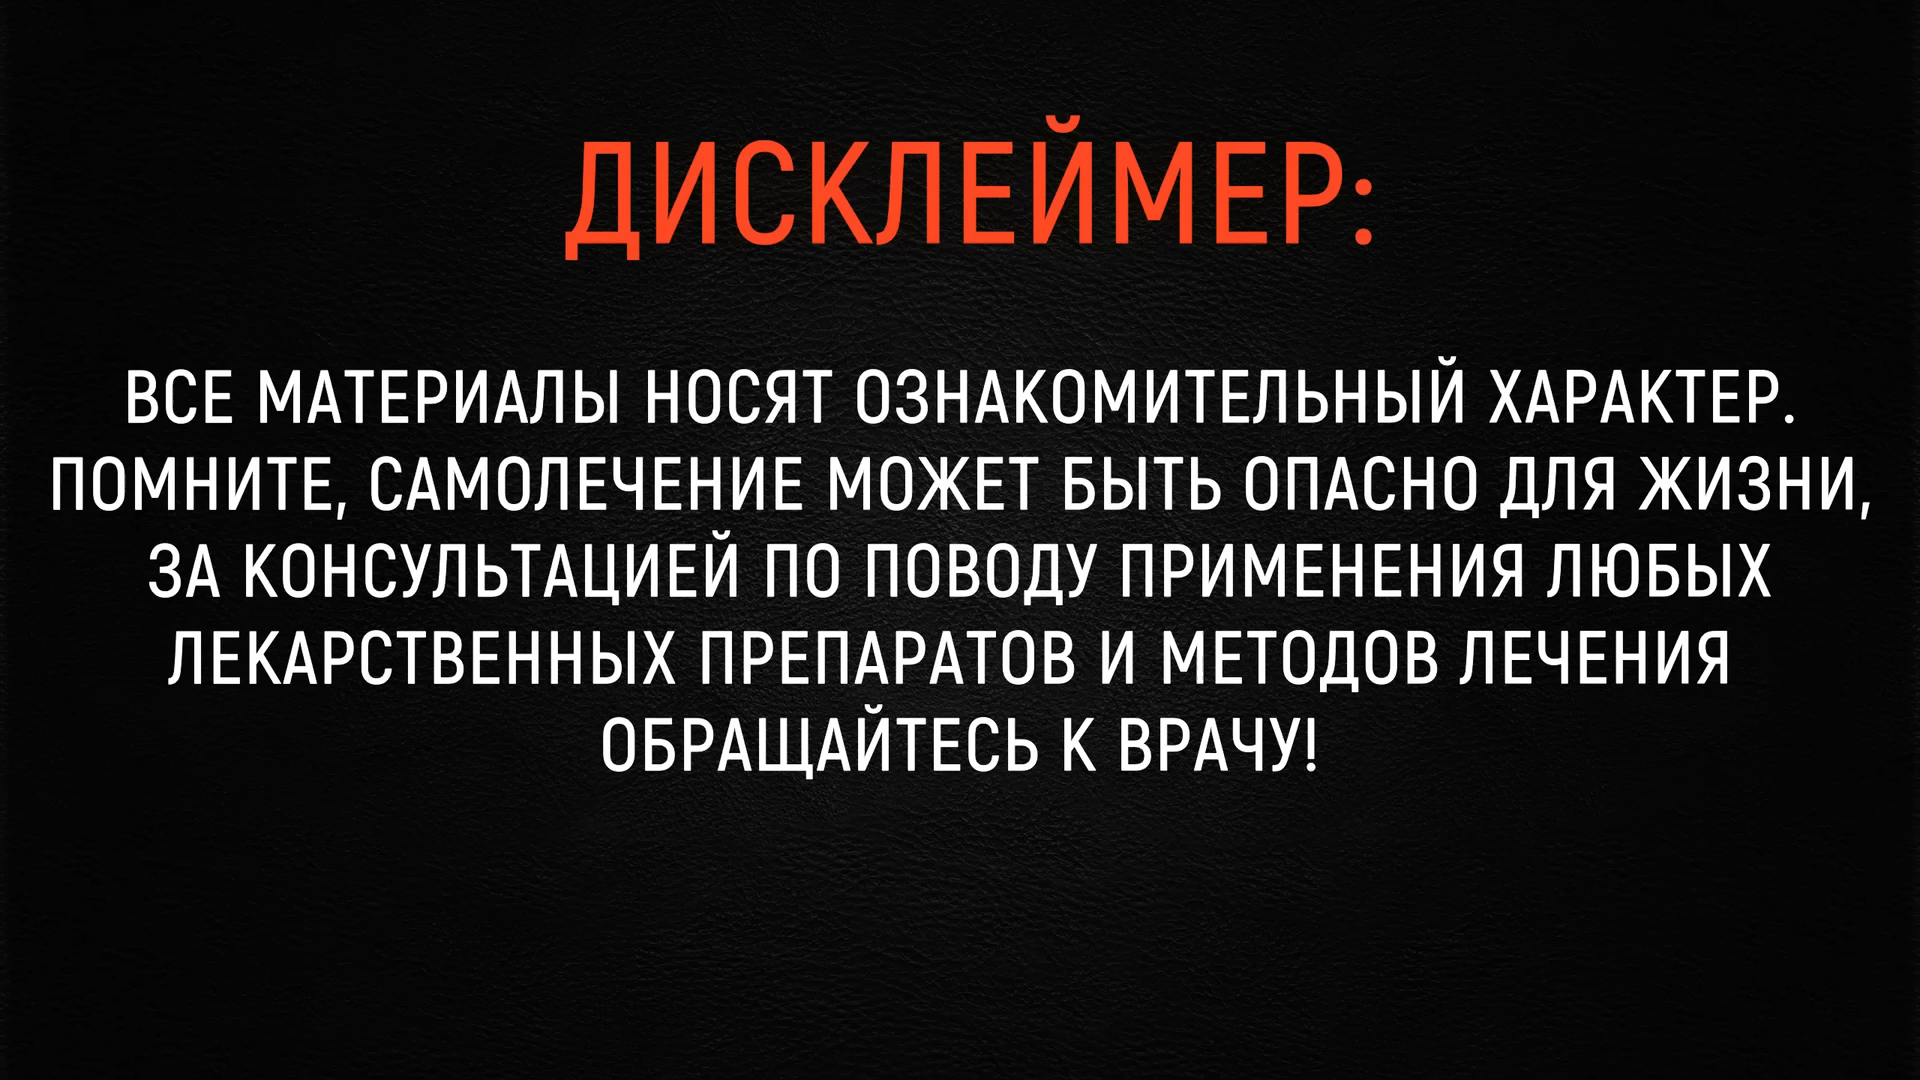 ДИСКЛЕЙМЕР:
ВСЕ МАТЕРИАЛЫ НОСЯТ ОЗНАКОМИТЕЛЬНЫЙ ХАРАКТЕР.
ПОМНИТЕ, САМОЛЕЧЕНИЕ МОЖЕТ БЫТЬ ОПАСНО ДЛЯ ЖИЗНИ,
ЗА КОНСУЛЬТАЦИЕЙ ПО ПОВОДУ ПРИМЕНЕНИЯ ЛЮБЫХ
ЛЕКАРСТВЕННЫХ ПРЕПАРАТОВ И МЕТОДОВ ЛЕЧЕНИЯ
ОБРАЩАЙТЕСЬ К ВРАЧУ!